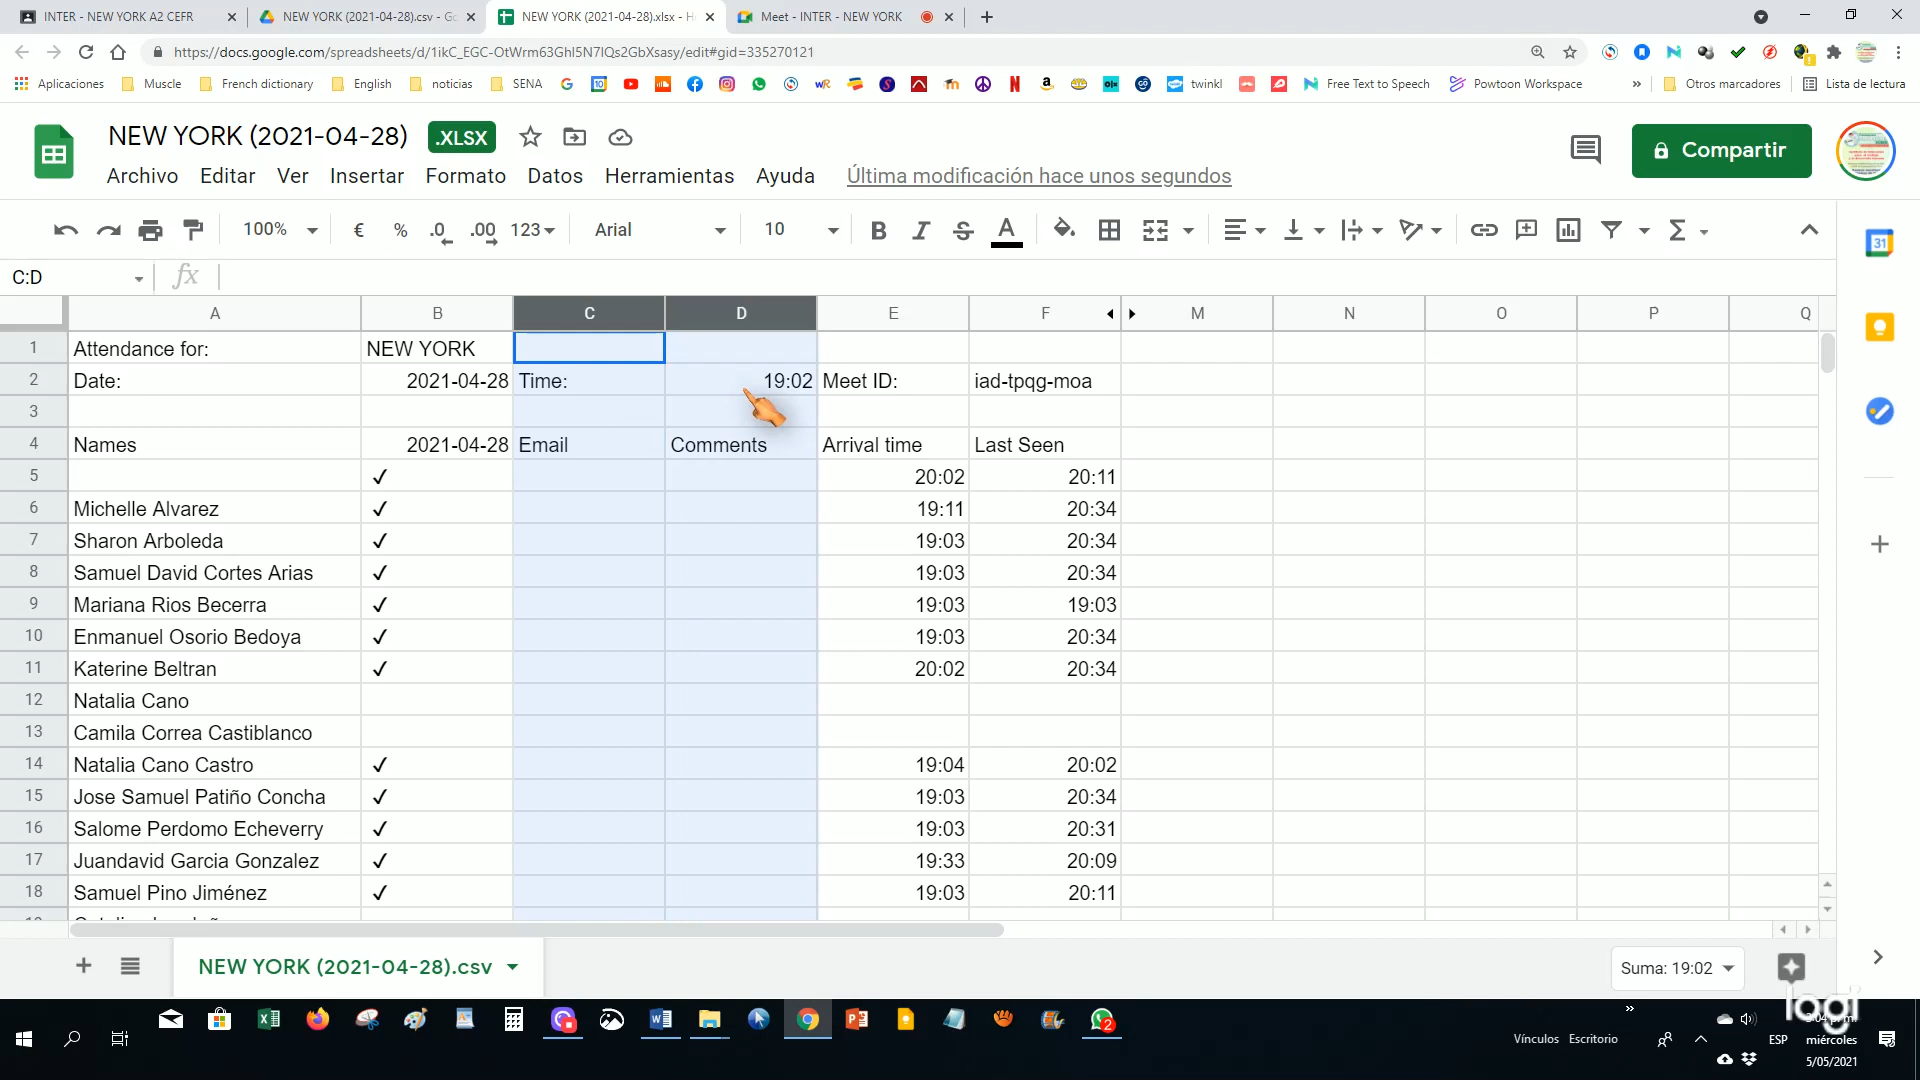 INTER - NEW YORK A2 CEFR
NEW YORK (2021-04-28).csv - Go
NEW YORK (2021-04-28).xlsx - H
Meet - INTER - NEW YORK
https://docs.google.com/spreadsheets/d/1ikC_EGC-OtWrm63GhI5N7lQs2GbXsasy/edit#gid=335270121
Aplicaciones Muscle French dictionary English noticias SENA twinkl Free Text to Speech Powtoon Workspace » Otros marcadores Lista de lectura
NEW YORK (2021-04-28) .XLSX
Compartir
Archivo Editar Ver Insertar Formato Datos Herramientas Ayuda Última modificación hace unos segundos
100% € % .0 .00 123 Arial 10 B I S A Σ
31
C:D fx
A B C D E F M N O P Q
1 Attendance for: NEW YORK
2 Date: 2021-04-28 Time: 19:02 Meet ID: iad-tpqg-moa
3
4 Names 2021-04-28 Email Comments Arrival time Last Seen
5 ✓ 20:02 20:11
6 Michelle Alvarez ✓ 19:11 20:34
7 Sharon Arboleda ✓ 19:03 20:34
8 Samuel David Cortes Arias ✓ 19:03 20:34
9 Mariana Rios Becerra ✓ 19:03 19:03
10 Enmanuel Osorio Bedoya ✓ 19:03 20:34
11 Katerine Beltran ✓ 20:02 20:34
12 Natalia Cano
13 Camila Correa Castiblanco
14 Natalia Cano Castro ✓ 19:04 20:02
15 Jose Samuel Patiño Concha ✓ 19:03 20:34
16 Salome Perdomo Echeverry ✓ 19:03 20:31
17 Juandavid Garcia Gonzalez ✓ 19:33 20:09
18 Samuel Pino Jiménez ✓ 19:03 20:11
NEW YORK (2021-04-28).csv
Suma: 19:02
logi
Vínculos Escritorio » ESP
miércoles
5/05/2021